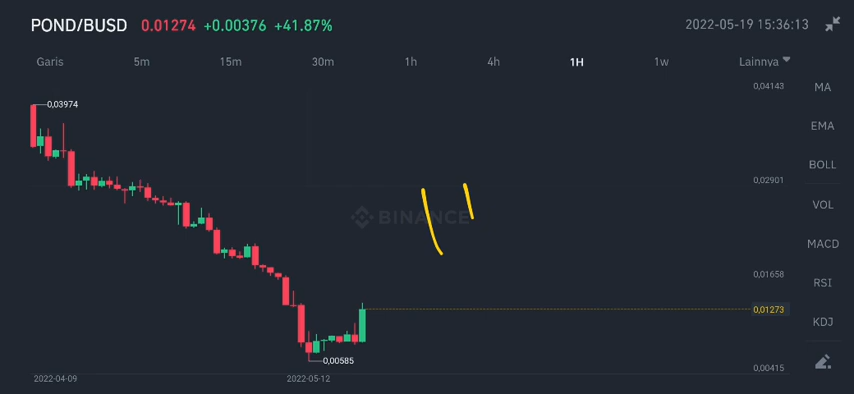 POND/BUSD 0.01274 +0.00376 +41.87% 2022-05-19 15:36:13
Garis 5m 15m 30m 1h 4h 1H 1w Lainnya
0,04143
MA
0,03974
EMA
BOLL
0,02901
VOL
BINANCE
MACD
0,01658
RSI
0,01273
KDJ
0,00585
0,00415
2022-04-09 2022-05-12